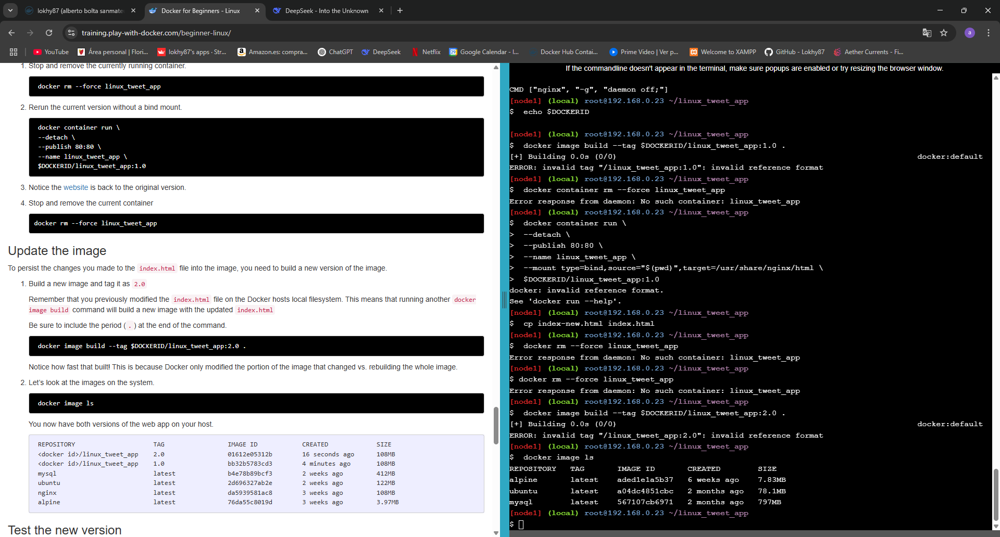 lokhy87 (alberto bolta sanmate
Docker for Beginners - Linux
DeepSeek - Into the Unknown
training.play-with-docker.com/beginner-linux/
a
YouTube
Área personal | Flori...
lokhy87's apps · Str...
Amazon.es: compra...
ChatGPT
DeepSeek
Netflix
Google Calendar - l...
Docker Hub Contai...
Prime Video | Ver p...
Welcome to XAMPP
GitHub - Lokhy87
Aether Currents - Fi...
1. Stop and remove the currently running container.
docker rm --force linux_tweet_app
2. Rerun the current version without a bind mount.
docker container run \
--detach \
--publish 80:80 \
--name linux_tweet_app \
$DOCKERID/linux_tweet_app:1.0
3. Notice the website is back to the original version.
4. Stop and remove the current container
docker rm --force linux_tweet_app
Update the image
To persist the changes you made to the index.html file into the image, you need to build a new version of the image.
1. Build a new image and tag it as 2.0
Remember that you previously modified the index.html file on the Docker hosts local filesystem. This means that running another docker
image build command will build a new image with the updated index.html
Be sure to include the period ( . ) at the end of the command.
docker image build --tag $DOCKERID/linux_tweet_app:2.0 .
Notice how fast that built! This is because Docker only modified the portion of the image that changed vs. rebuilding the whole image.
2. Let's look at the images on the system.
docker image ls
You now have both versions of the web app on your host.
REPOSITORY TAG IMAGE ID CREATED SIZE
<docker id>/linux_tweet_app 2.0 01612e05312b 16 seconds ago 108MB
<docker id>/linux_tweet_app 1.0 bb32b5783cd3 4 minutes ago 108MB
mysql latest b4e78b89bcf3 2 weeks ago 412MB
ubuntu latest 2d696327ab2e 2 weeks ago 122MB
nginx latest da5939581ac8 3 weeks ago 108MB
alpine latest 76da55c8019d 3 weeks ago 3.97MB
Test the new version
If the commandline doesn't appear in the terminal, make sure popups are enabled or try resizing the browser window.
CMD ["nginx", "-g", "daemon off;"]
[node1] (local) root@192.168.0.23 ~/linux_tweet_app
$ echo $DOCKERID
[node1] (local) root@192.168.0.23 ~/linux_tweet_app
$ docker image build --tag $DOCKERID/linux_tweet_app:1.0 .
[+] Building 0.0s (0/0) docker:default
ERROR: invalid tag "/linux_tweet_app:1.0": invalid reference format
[node1] (local) root@192.168.0.23 ~/linux_tweet_app
$ docker container rm --force linux_tweet_app
Error response from daemon: No such container: linux_tweet_app
[node1] (local) root@192.168.0.23 ~/linux_tweet_app
$ docker container run \
> --detach \
> --publish 80:80 \
> --name linux_tweet_app \
> --mount type=bind,source="$(pwd)",target=/usr/share/nginx/html \
> $DOCKERID/linux_tweet_app:1.0
docker: invalid reference format.
See 'docker run --help'.
[node1] (local) root@192.168.0.23 ~/linux_tweet_app
$ cp index-new.html index.html
[node1] (local) root@192.168.0.23 ~/linux_tweet_app
$ docker rm --force linux_tweet_app
Error response from daemon: No such container: linux_tweet_app
[node1] (local) root@192.168.0.23 ~/linux_tweet_app
$ docker rm --force linux_tweet_app
Error response from daemon: No such container: linux_tweet_app
[node1] (local) root@192.168.0.23 ~/linux_tweet_app
$ docker image build --tag $DOCKERID/linux_tweet_app:2.0 .
[+] Building 0.0s (0/0) docker:default
ERROR: invalid tag "/linux_tweet_app:2.0": invalid reference format
[node1] (local) root@192.168.0.23 ~/linux_tweet_app
$ docker image ls
REPOSITORY TAG IMAGE ID CREATED SIZE
alpine latest aded1e1a5b37 6 weeks ago 7.83MB
ubuntu latest a04dc4851cbc 2 months ago 78.1MB
mysql latest 567107cb6971 2 months ago 797MB
[node1] (local) root@192.168.0.23 ~/linux_tweet_app
$